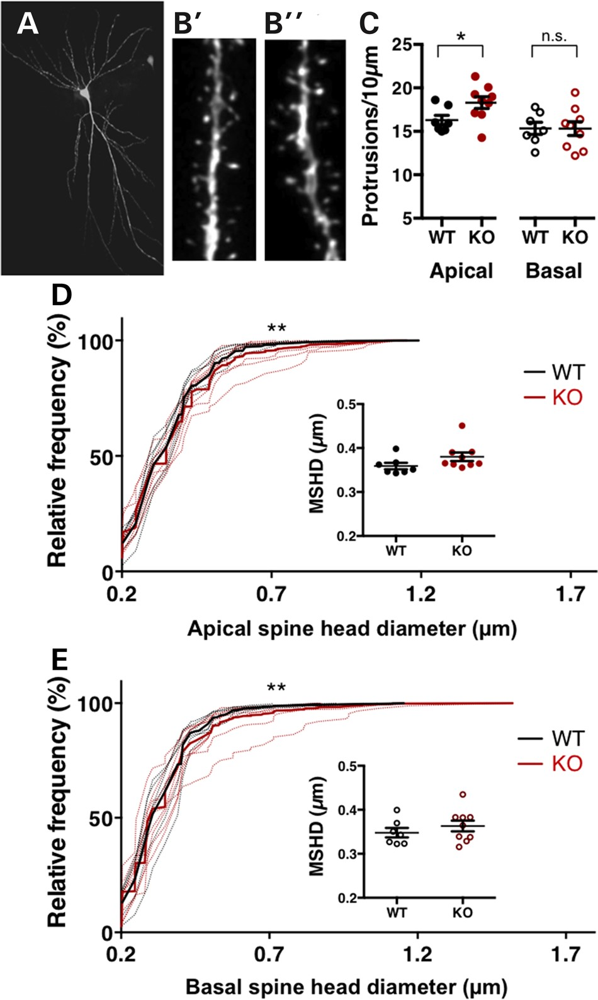 A
B′
B′′
C
Protrusions/10µm
25
20
15
10
5
*
n.s.
WT KO WT KO
Apical Basal
D
Relative frequency (%)
100
50
0
**
WT
KO
MSHD (µm)
0.5
0.4
0.3
0.2
WT KO
0.2 0.7 1.2 1.7
Apical spine head diameter (µm)
E
Relative frequency (%)
100
50
0
**
WT
KO
MSHD (µm)
0.5
0.4
0.3
0.2
WT KO
0.2 0.7 1.2 1.7
Basal spine head diameter (µm)